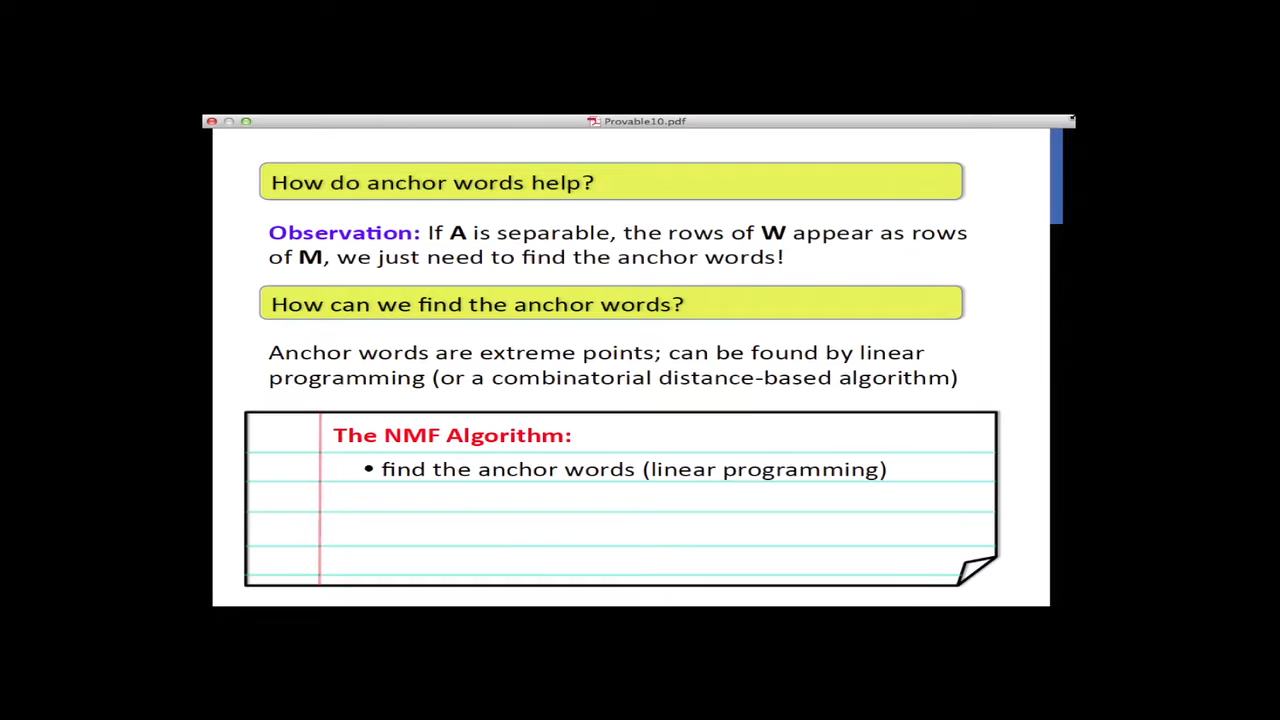 Provable10.pdf
How do anchor words help?
Observation: If A is separable, the rows of W appear as rows
of M, we just need to find the anchor words!
How can we find the anchor words?
Anchor words are extreme points; can be found by linear
programming (or a combinatorial distance-based algorithm)
The NMF Algorithm:
• find the anchor words (linear programming)